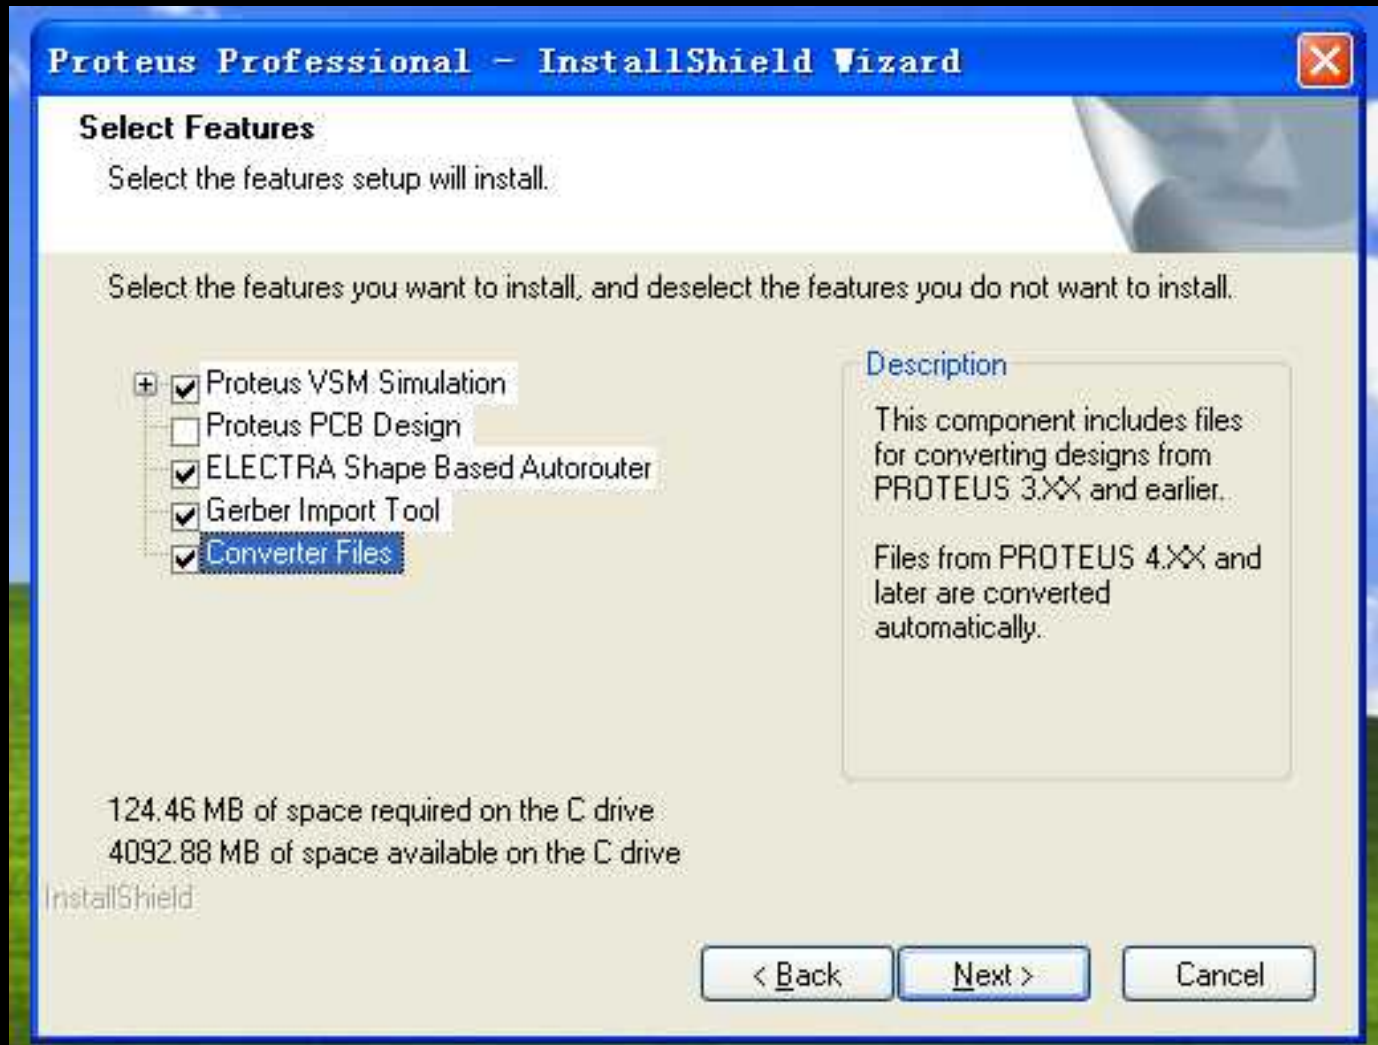 Proteus Professional - InstallShield Wizard
Select Features
Select the features setup will install.
Select the features you want to install, and deselect the features you do not want to install.
Proteus VSM Simulation
Proteus PCB Design
ELECTRA Shape Based Autorouter
Gerber Import Tool
Converter Files
Description
This component includes files
for converting designs from
PROTEUS 3.XX and earlier.
Files from PROTEUS 4.XX and
later are converted
automatically.
124.46 MB of space required on the C drive
4092.88 MB of space available on the C drive
InstallShield
< Back
Next >
Cancel